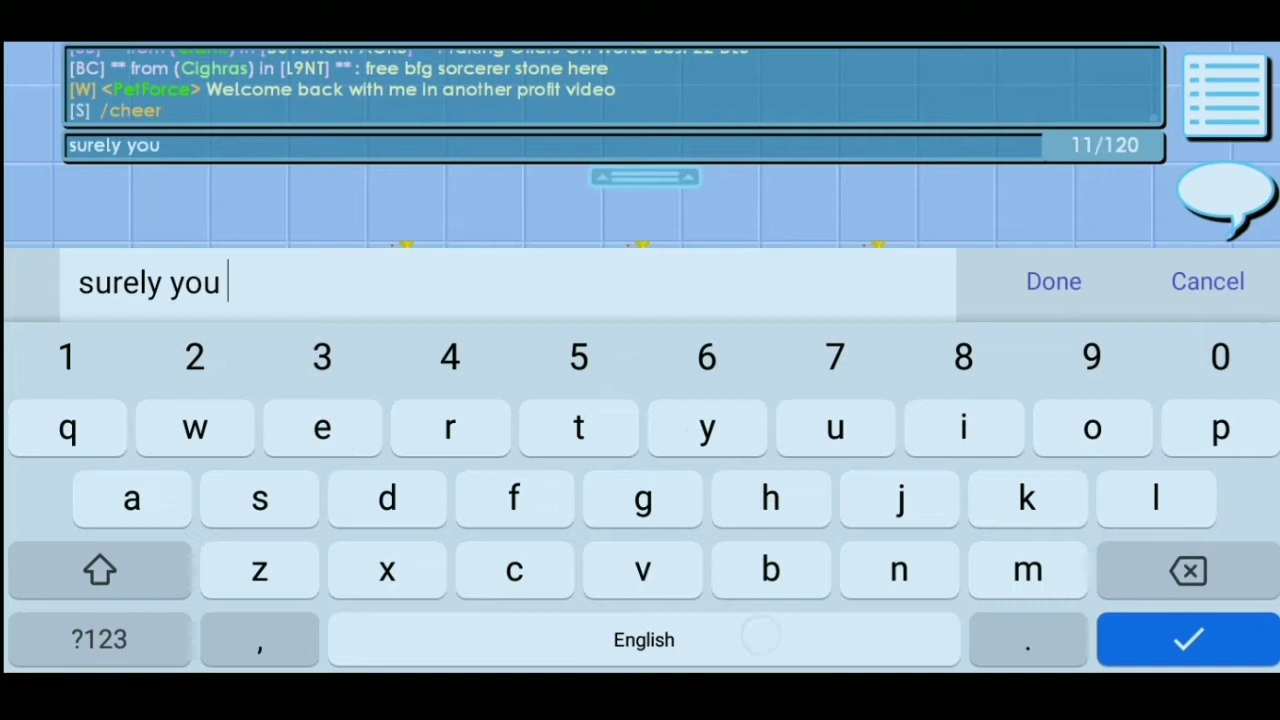 [BC] ** from (Cighras) in [L9NT] ** : free bfg sorcerer stone here
[W] <PetForce> Welcome back with me in another profit video
[S] /cheer
surely you
11/120
surely you
Done
Cancel
1 2 3 4 5 6 7 8 9 0
q w e r t y u i o p
a s d f g h j k l
z x c v b n m
?123 , English .